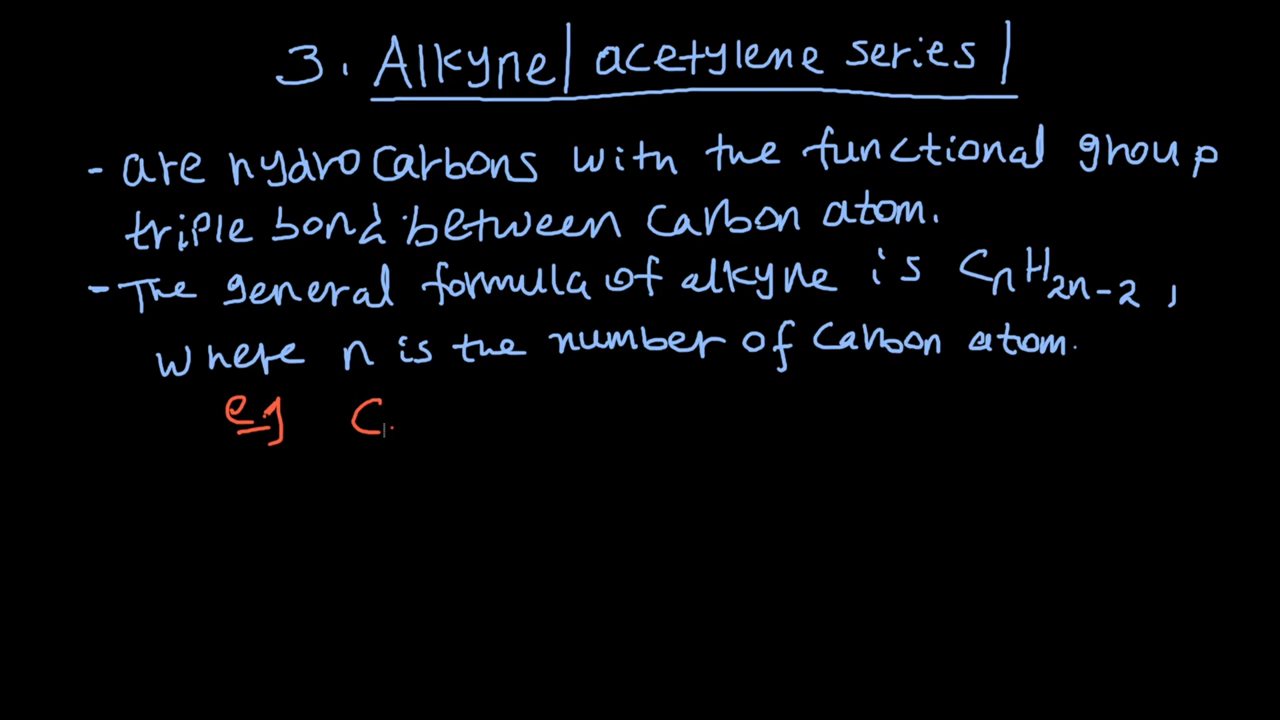 3. Alkyne| acetylene series|
- are hydrocarbons with the functional group
triple bond between carbon atom.
- The general formula of alkyne is CnH2n-2,
where n is the number of carbon atom.
eg C